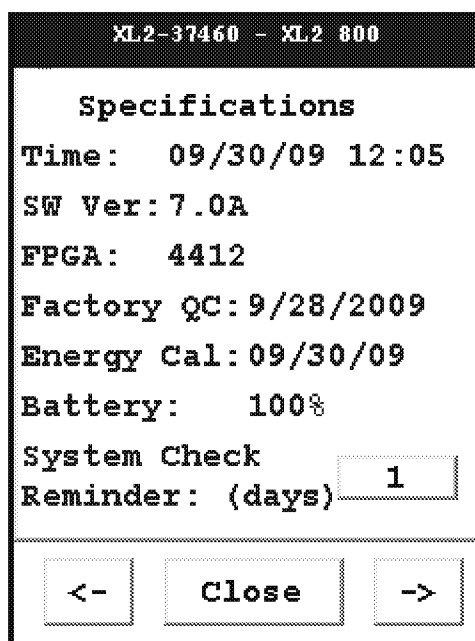 XL2-37460 - XL2 800
Specifications
Time: 09/30/09 12:05
SW Ver: 7.0A
FPGA: 4412
Factory QC: 9/28/2009
Energy Cal: 09/30/09
Battery: 100%
System Check
Reminder: (days) 1
<- Close ->